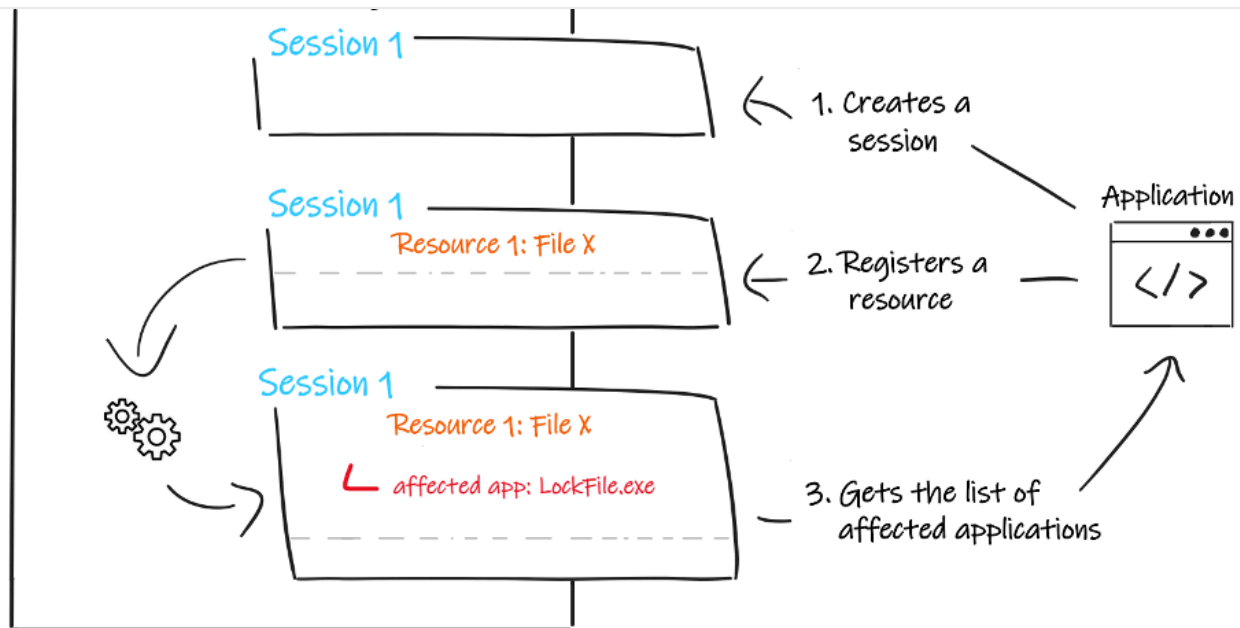 Session 1
1. Creates a
session
Application
Session 1
Resource 1: File X
2. Registers a
resource
</>
Session 1
Resource 1: File X
affected app: LockFile.exe
3. Gets the list of
affected applications